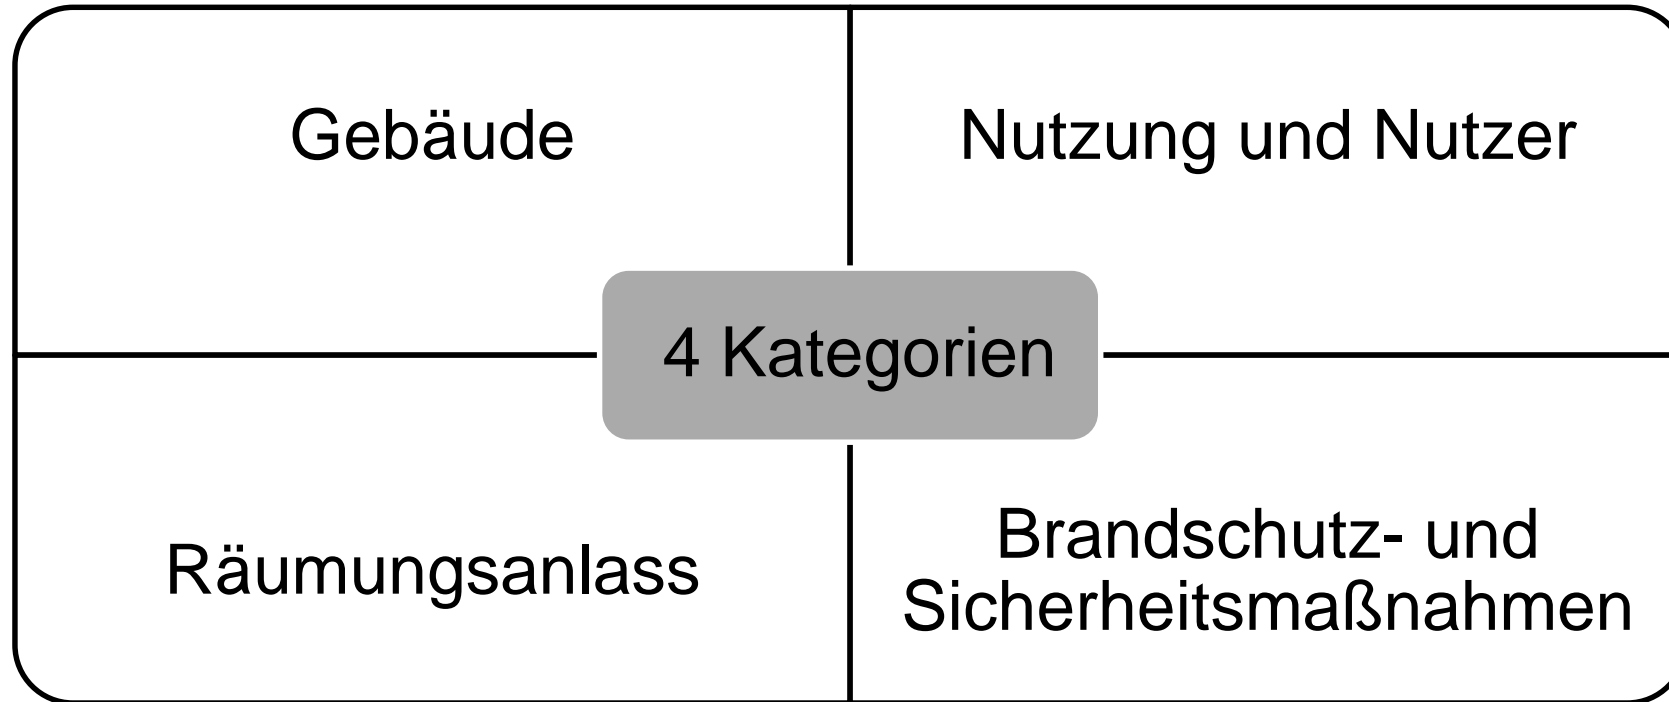 Gebäude
Nutzung und Nutzer
4 Kategorien
Räumungsanlass
Brandschutz- und
Sicherheitsmaßnahmen